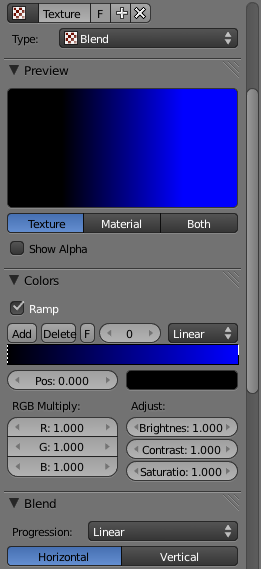 Texture F
Type: Blend
Preview
Texture Material Both
Show Alpha
Colors
Ramp
Add Delete F 0 Linear
Pos: 0.000
RGB Multiply: Adjust:
R: 1.000 Brightnes: 1.000
G: 1.000 Contrast: 1.000
B: 1.000 Saturatio: 1.000
Blend
Progression: Linear
Horizontal Vertical